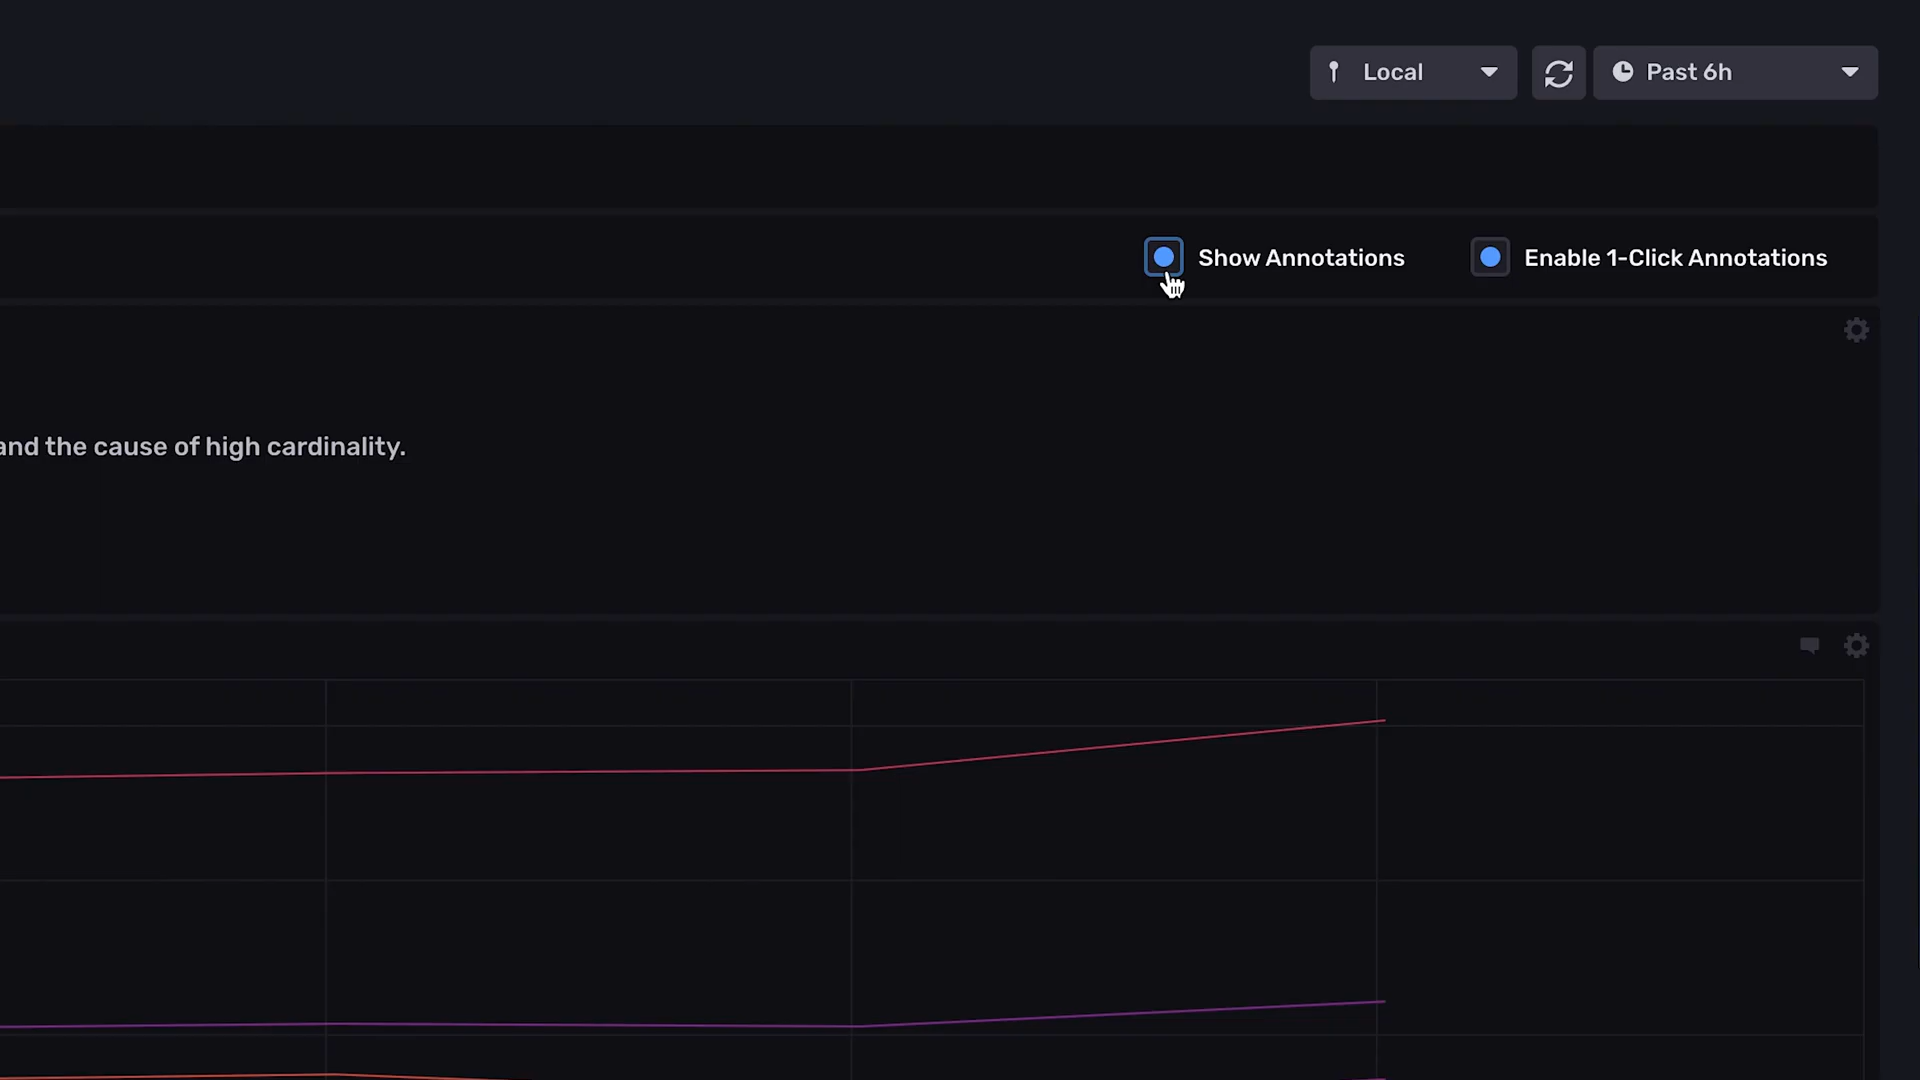 Local
Past 6h
Show Annotations
Enable 1-Click Annotations
and the cause of high cardinality.